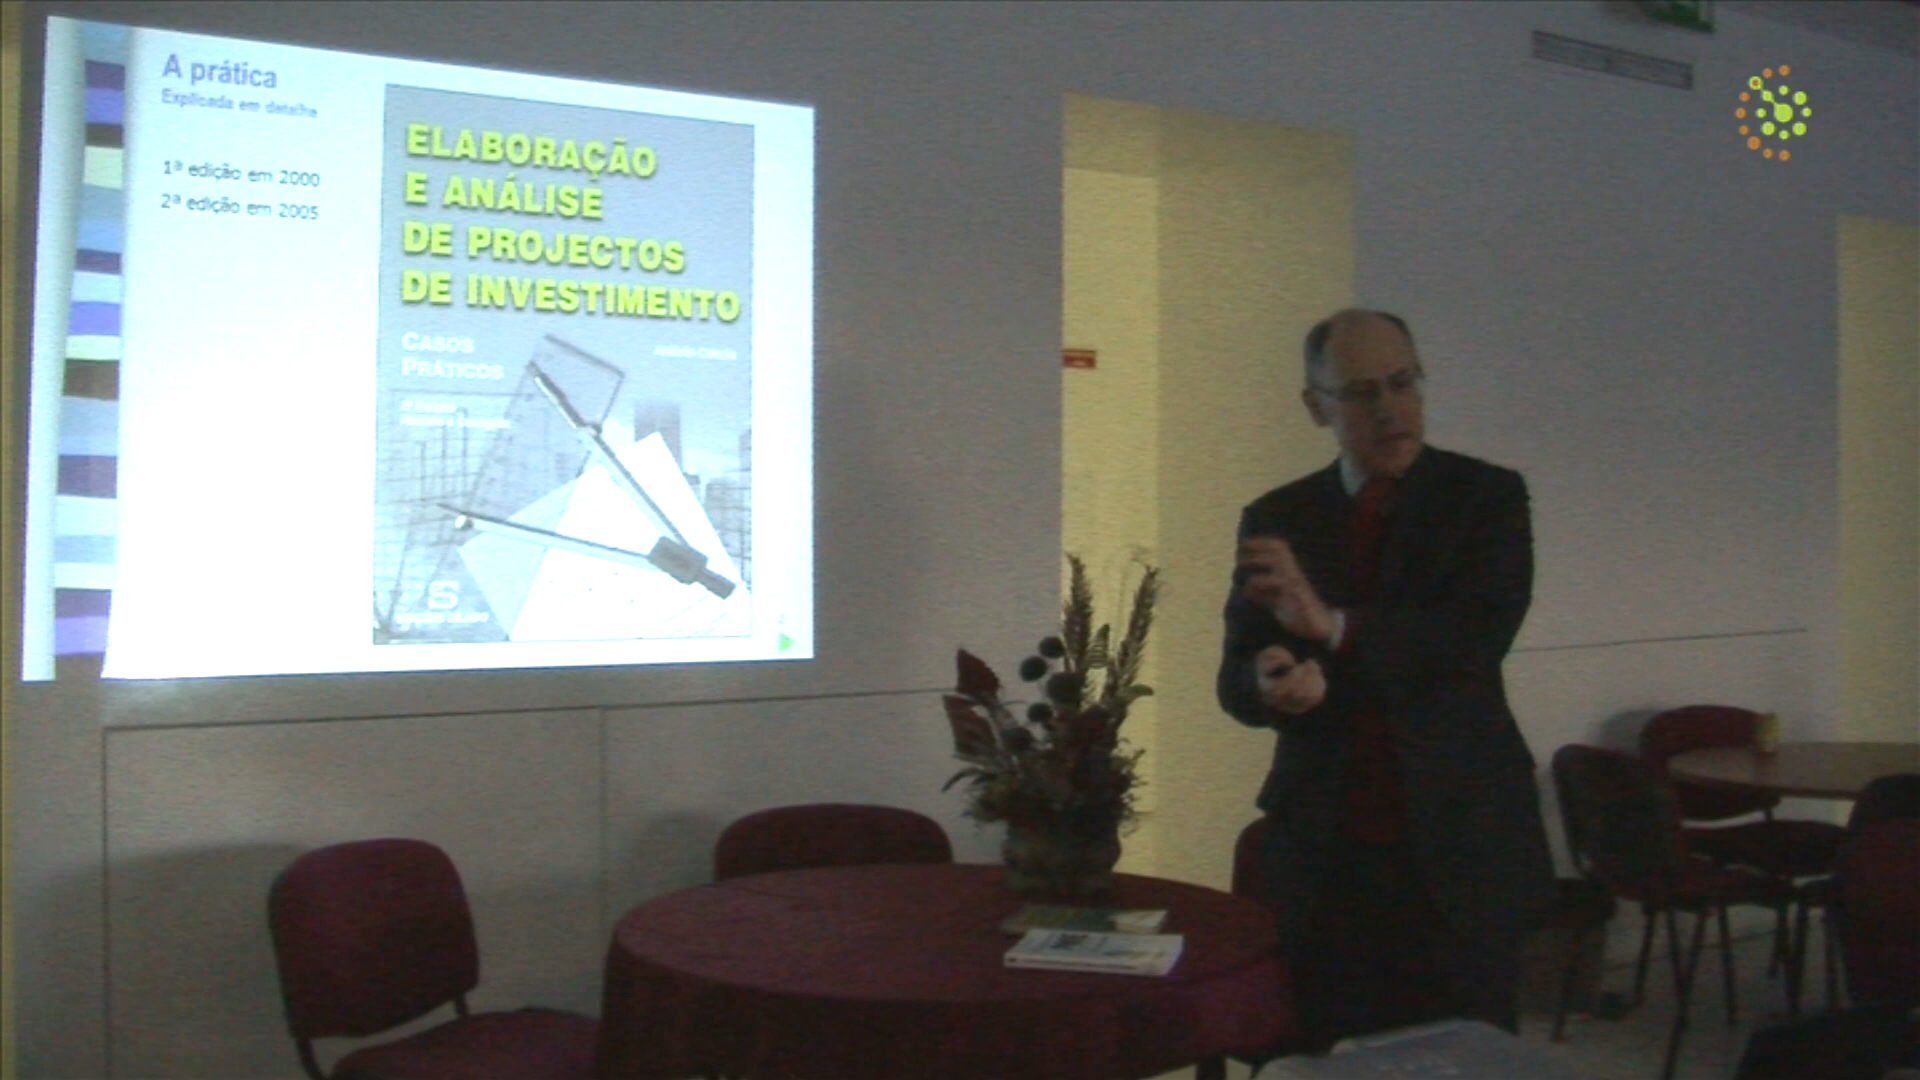 A prática
Explicada em detalhe
1ª edição em 2000
2ª edição em 2005
ELABORAÇÃO
E ANÁLISE
DE PROJECTOS
DE INVESTIMENTO
CASOS
PRÁTICOS